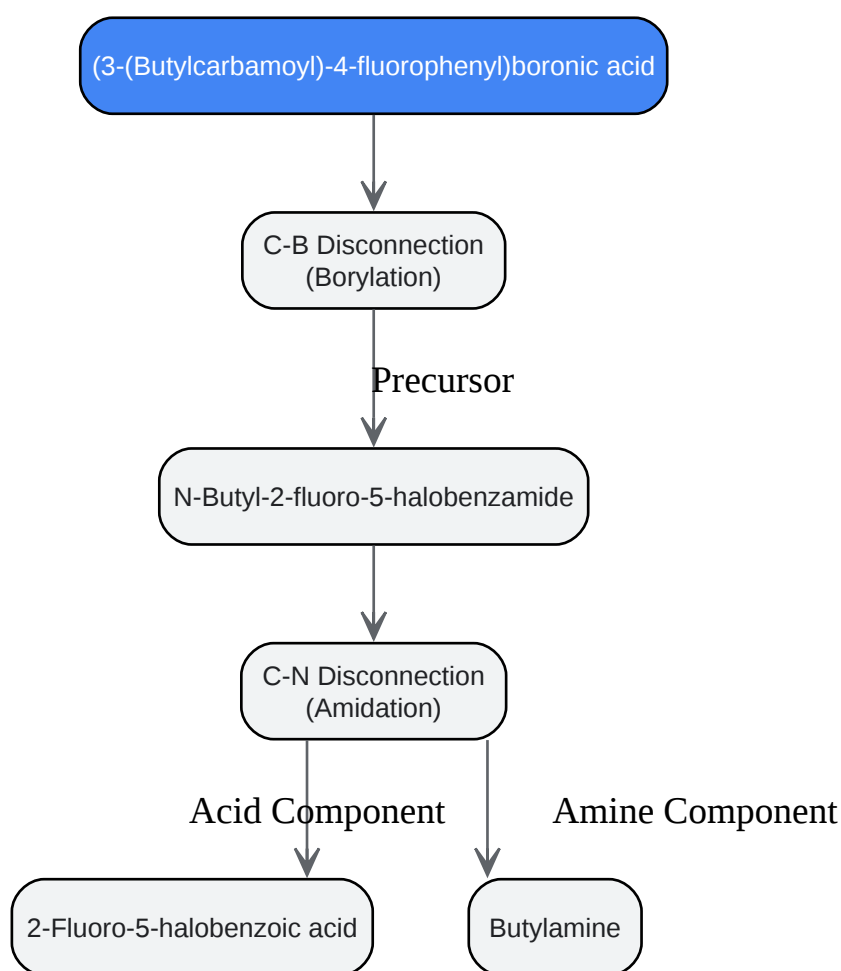 (3-(Butylcarbamoyl)-4-fluorophenyl)boronic acid
C-B Disconnection
(Borylation)
Precursor
N-Butyl-2-fluoro-5-halobenzamide
C-N Disconnection
(Amidation)
Acid Component
Amine Component
2-Fluoro-5-halobenzoic acid
Butylamine